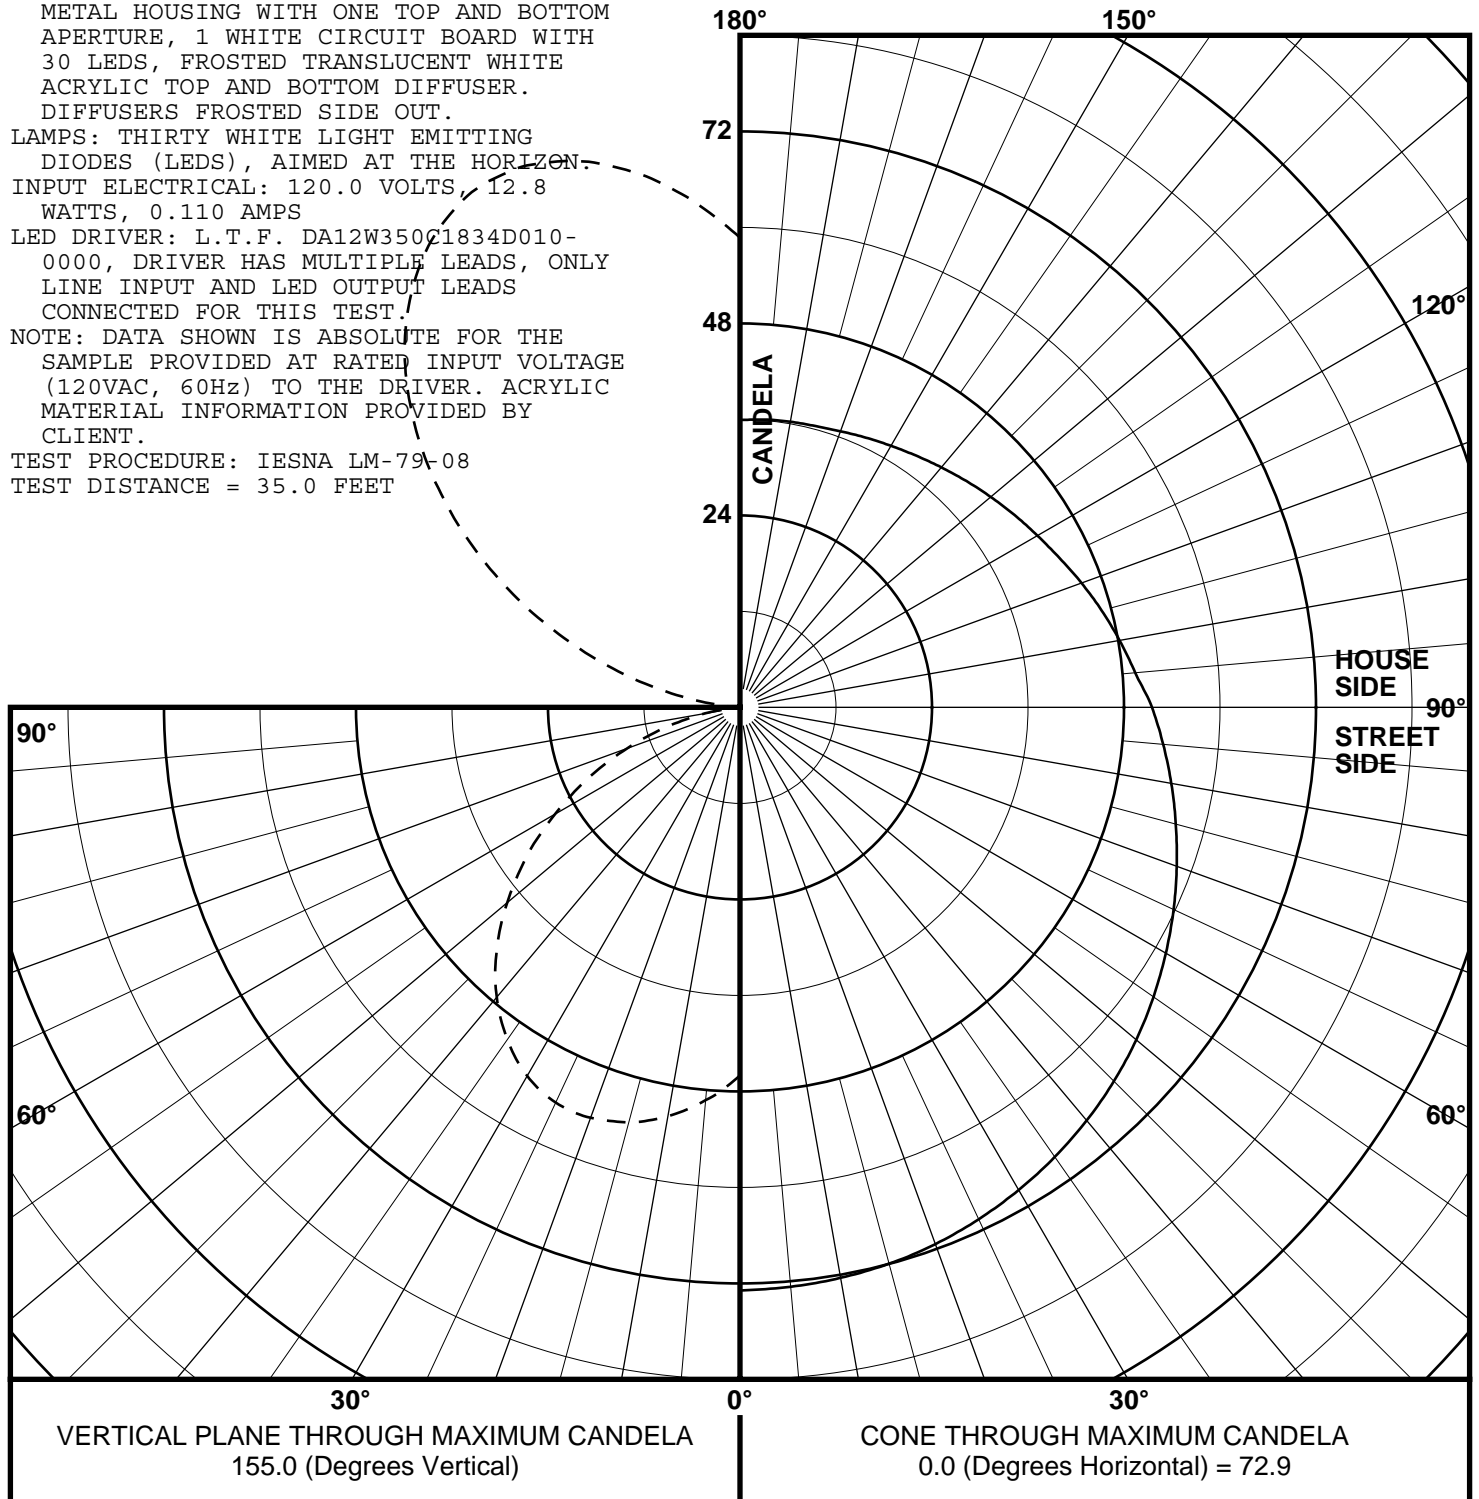 METAL HOUSING WITH ONE TOP AND BOTTOM
APERTURE, 1 WHITE CIRCUIT BOARD WITH
30 LEDS, FROSTED TRANSLUCENT WHITE
ACRYLIC TOP AND BOTTOM DIFFUSER.
DIFFUSERS FROSTED SIDE OUT.
LAMPS: THIRTY WHITE LIGHT EMITTING
DIODES (LEDS), AIMED AT THE HORIZON.
INPUT ELECTRICAL: 120.0 VOLTS, 12.8
WATTS, 0.110 AMPS
LED DRIVER: L.T.F. DA12W350C1834D010-
0000, DRIVER HAS MULTIPLE LEADS, ONLY
LINE INPUT AND LED OUTPUT LEADS
CONNECTED FOR THIS TEST.
NOTE: DATA SHOWN IS ABSOLUTE FOR THE
SAMPLE PROVIDED AT RATED INPUT VOLTAGE
(120VAC, 60Hz) TO THE DRIVER. ACRYLIC
MATERIAL INFORMATION PROVIDED BY
CLIENT.
TEST PROCEDURE: IESNA LM-79-08
TEST DISTANCE = 35.0 FEET
180°
150°
72
120°
48
CANDELA
24
HOUSE
SIDE
90°
STREET
SIDE
90°
60°
60°
30°
0°
30°
VERTICAL PLANE THROUGH MAXIMUM CANDELA
155.0 (Degrees Vertical)
CONE THROUGH MAXIMUM CANDELA
0.0 (Degrees Horizontal) = 72.9